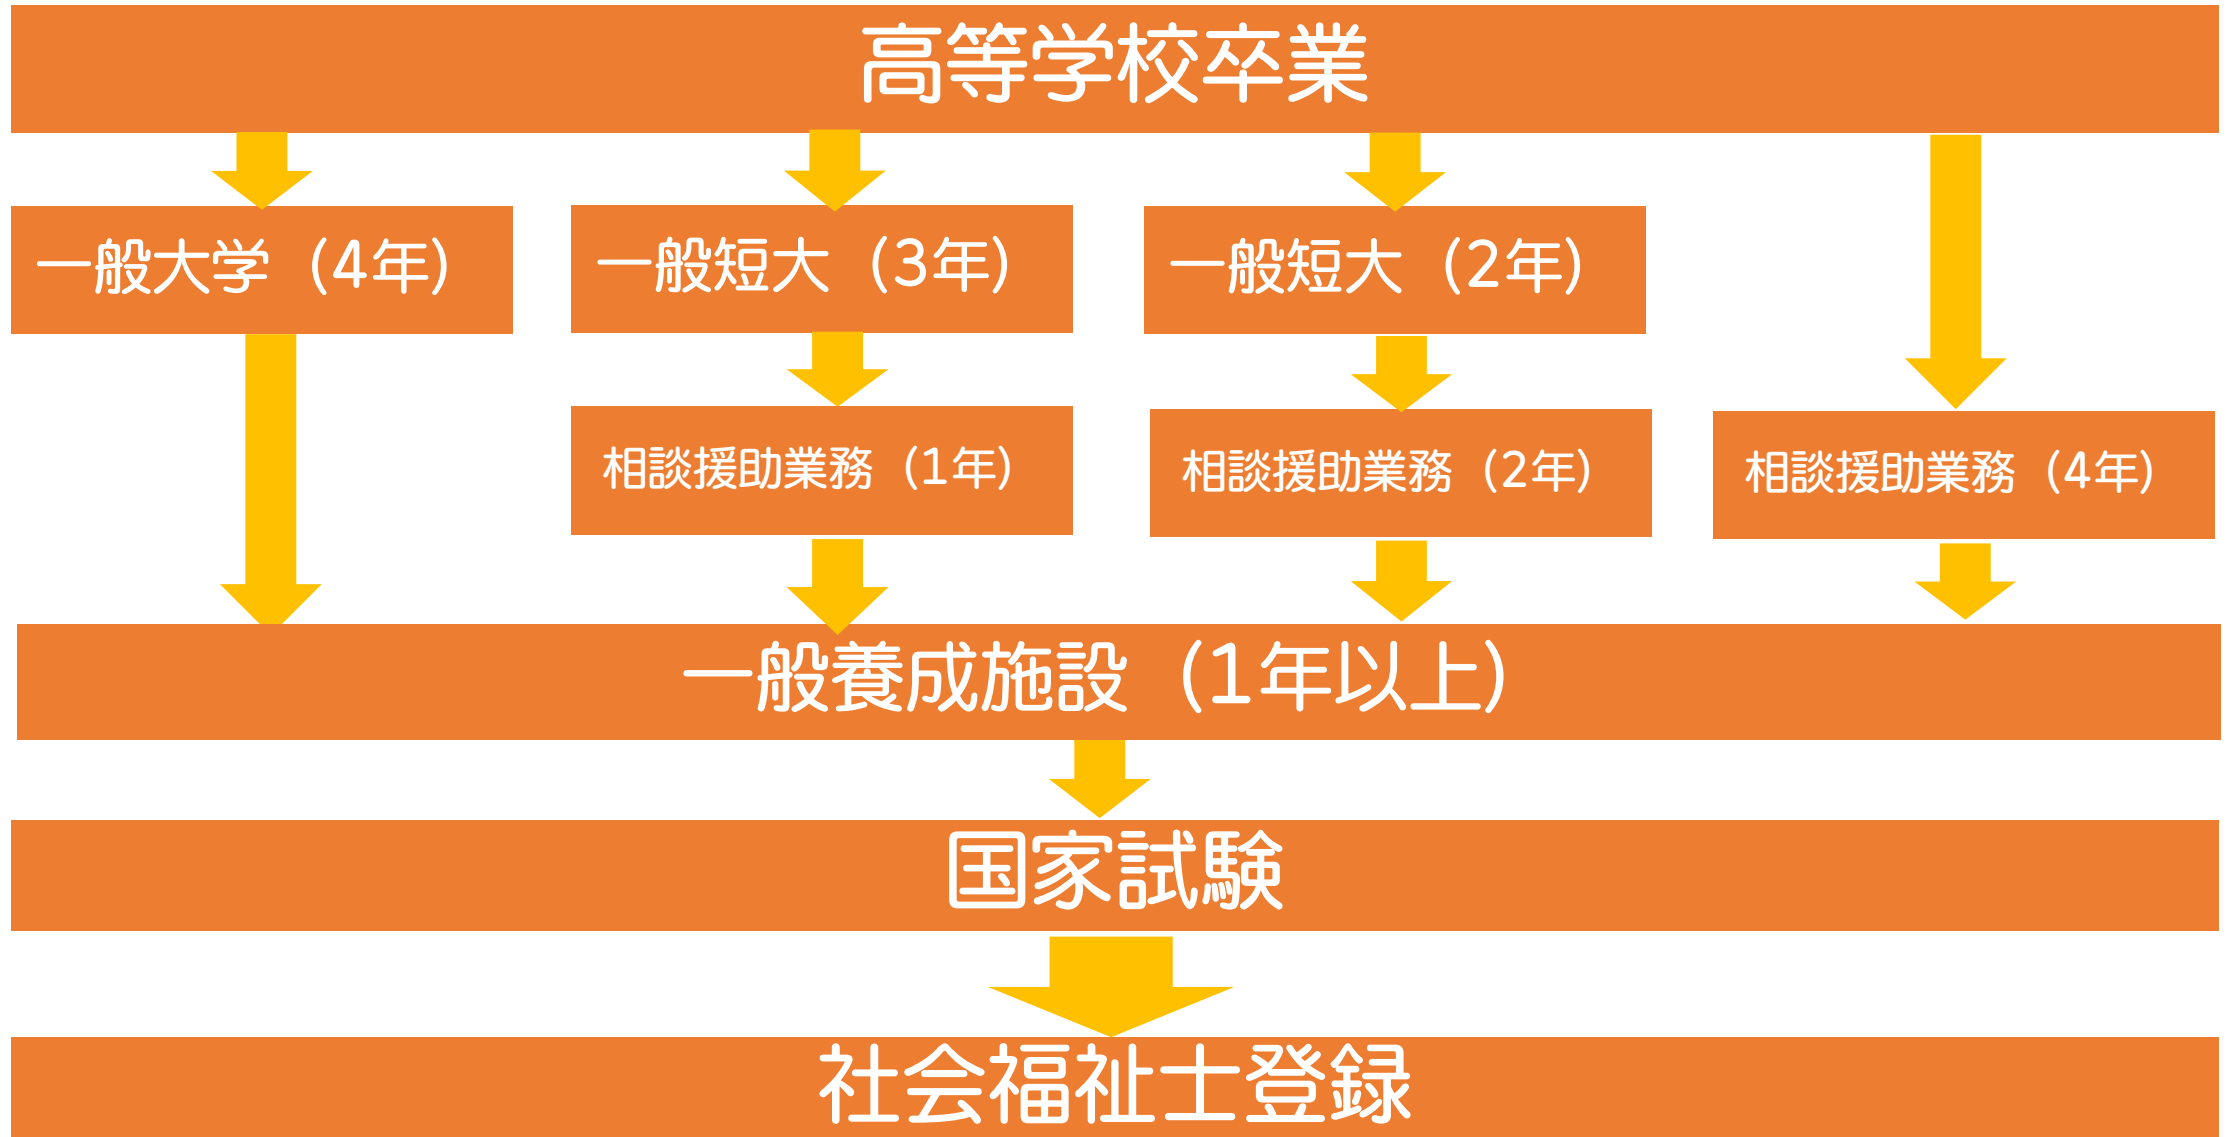 高等学校卒業
一般大学（4年）
一般短大（3年）
一般短大（2年）
相談援助業務（1年）
相談援助業務（2年）
相談援助業務（4年）
一般養成施設（1年以上）
国家試験
社会福祉士登録